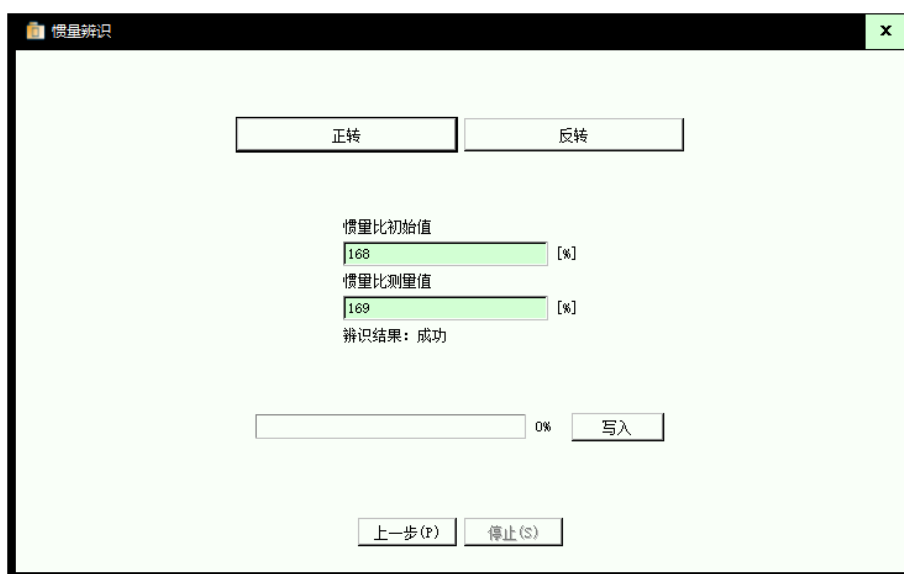 惯量辨识 x
正转 反转
惯量比初始值
168 [%]
惯量比测量值
169 [%]
辨识结果：成功
0% 写入
上一步(P) 停止(S)